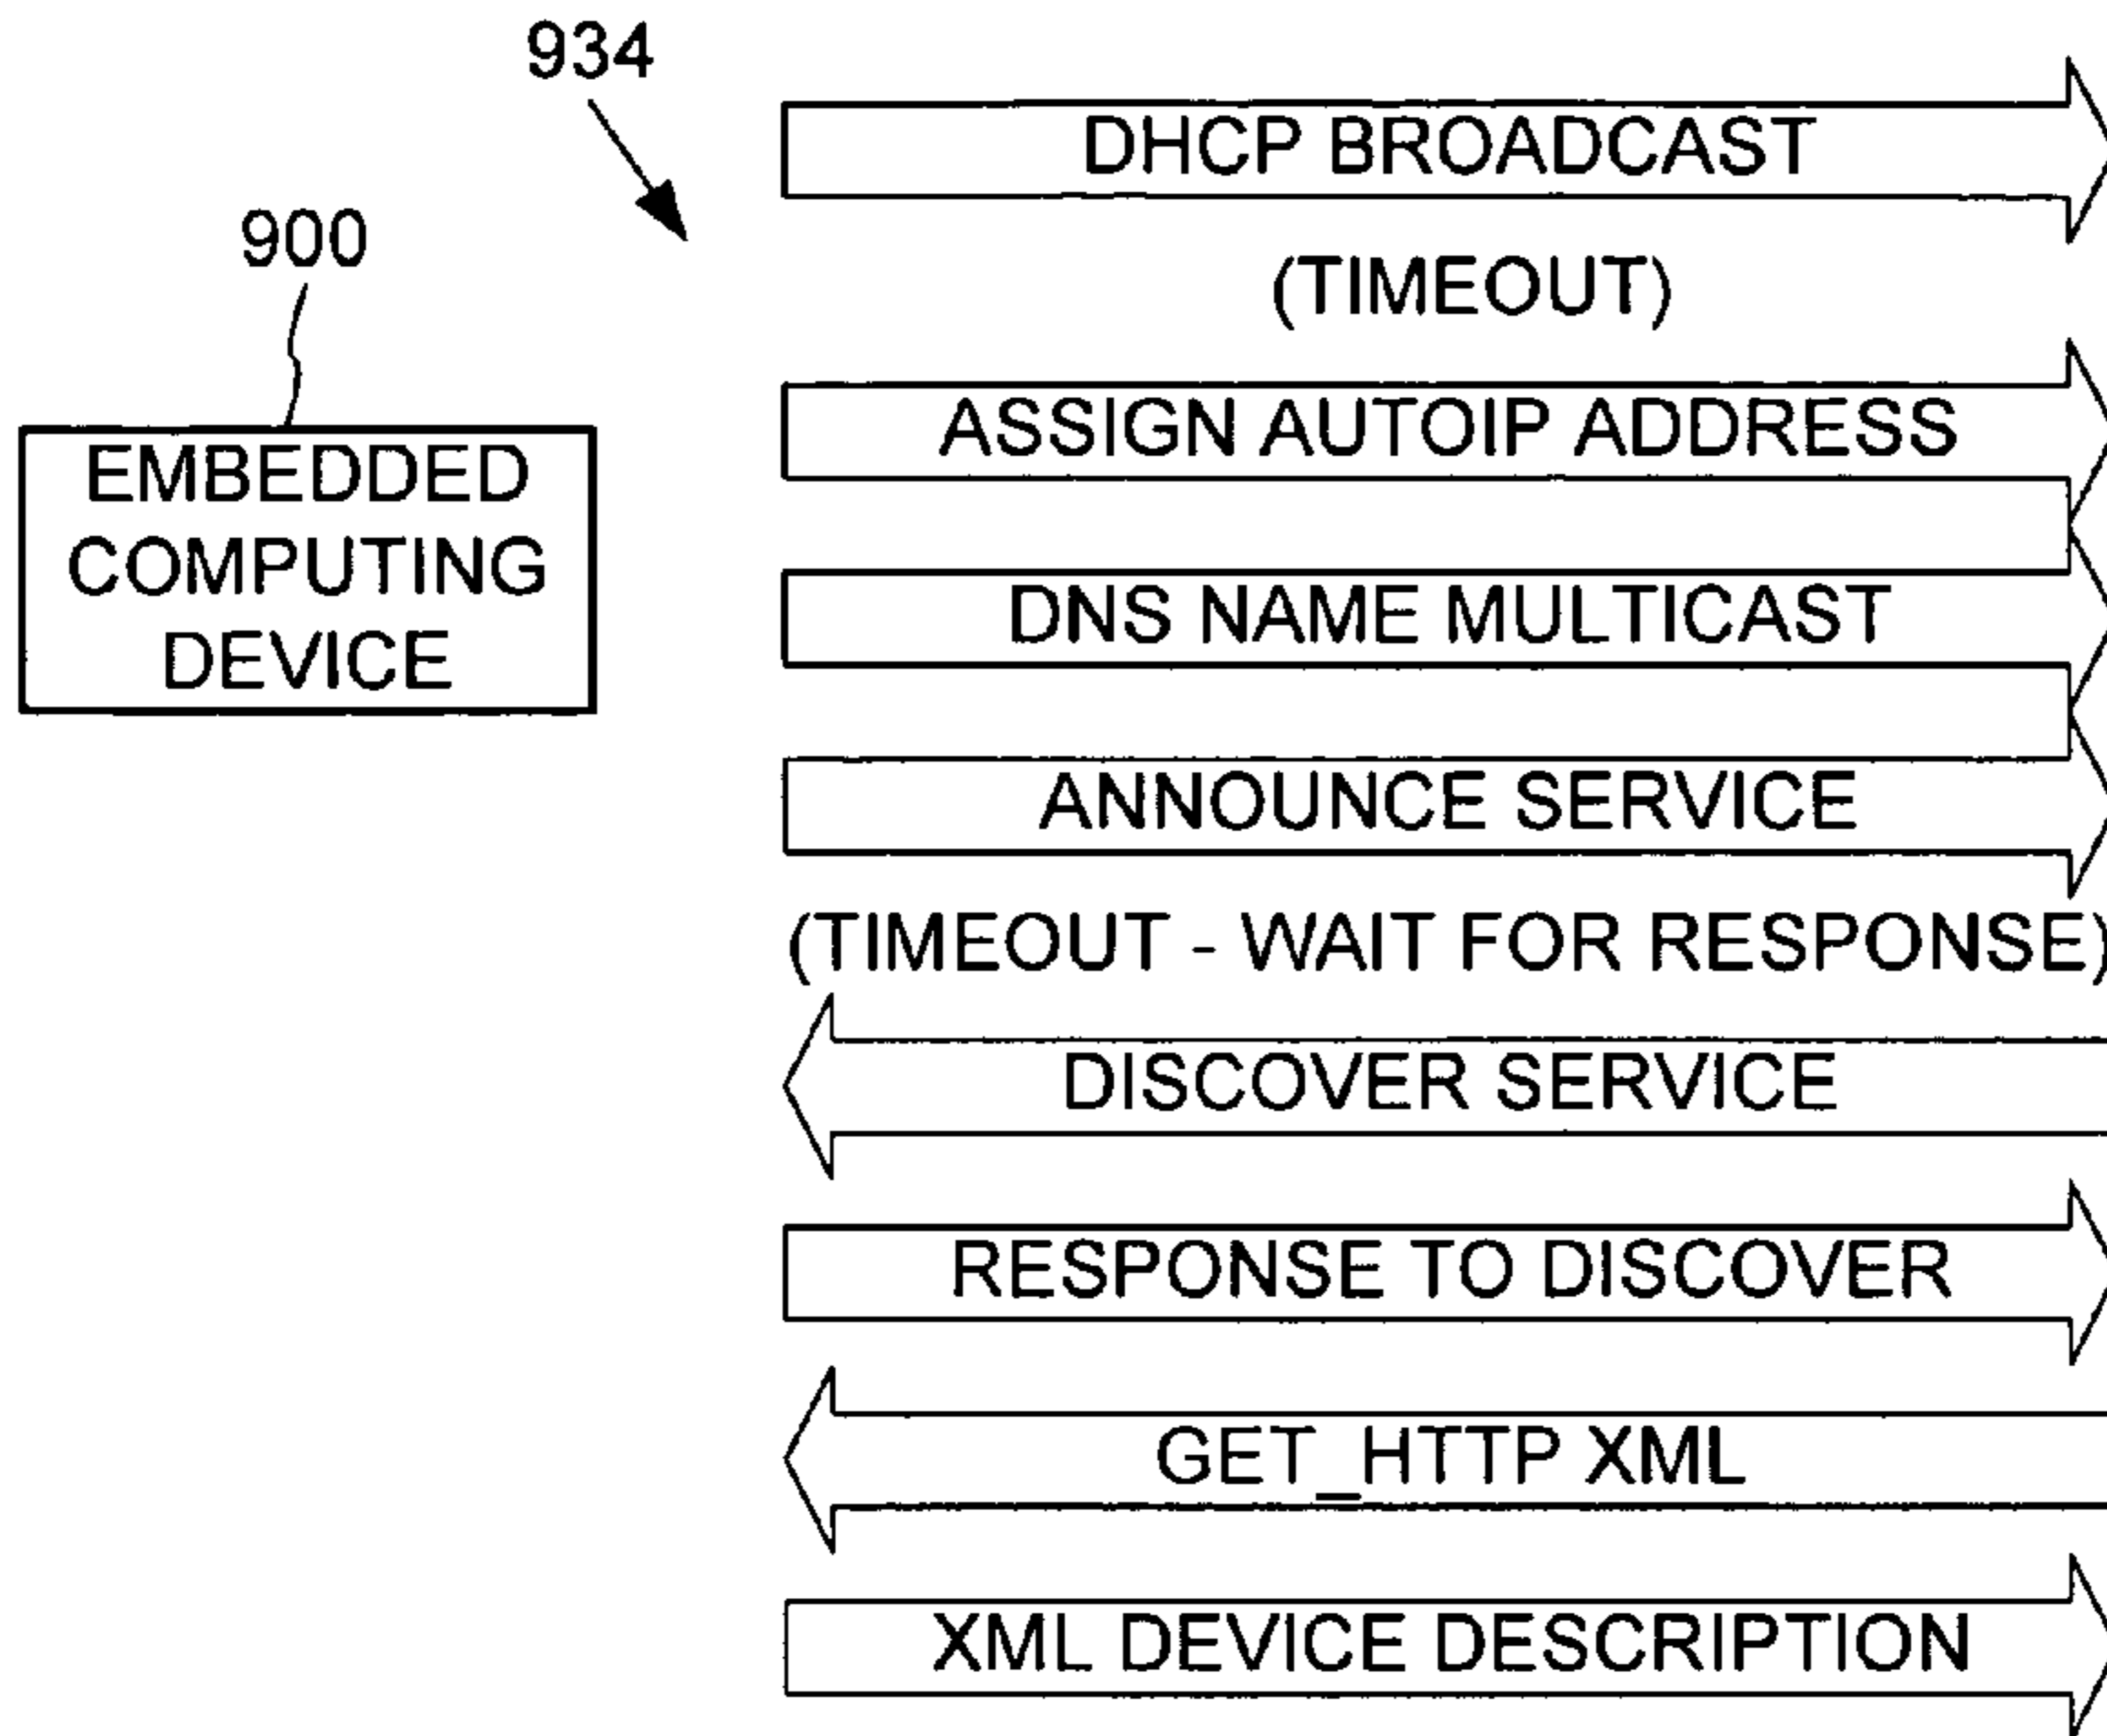 934
DHCP BROADCAST
900
(TIMEOUT)
ASSIGN AUTOIP ADDRESS
EMBEDDED
COMPUTING
DEVICE
DNS NAME MULTICAST
ANNOUNCE SERVICE
(TIMEOUT - WAIT FOR RESPONSE)
DISCOVER SERVICE
RESPONSE TO DISCOVER
GET_HTTP XML
XML DEVICE DESCRIPTION